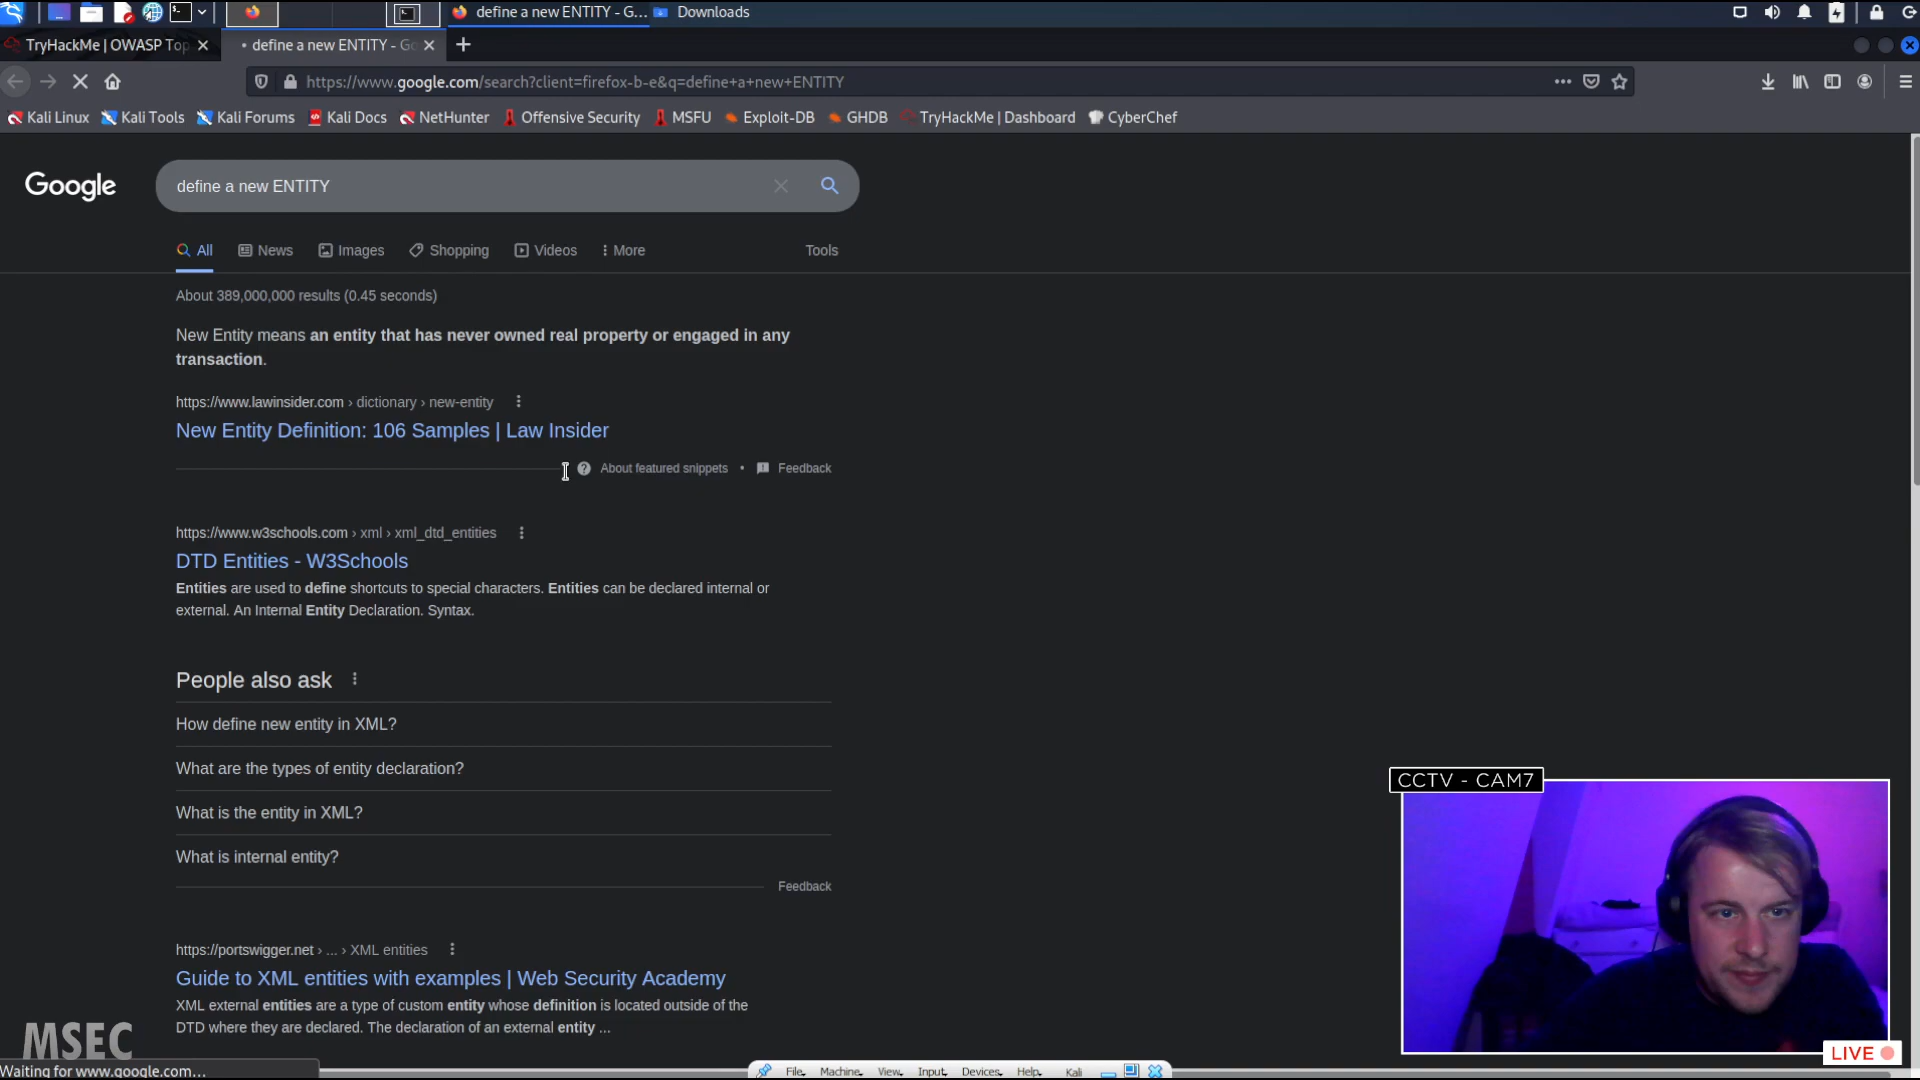 define a new ENTITY - G...
Downloads
TryHackMe | OWASP Top
define a new ENTITY - Go
https://www.google.com/search?client=firefox-b-e&q=define+a+new+ENTITY
Kali Linux
Kali Tools
Kali Forums
Kali Docs
NetHunter
Offensive Security
MSFU
Exploit-DB
GHDB
TryHackMe | Dashboard
CyberChef
Google
define a new ENTITY
All
News
Images
Shopping
Videos
More
Tools
About 389,000,000 results (0.45 seconds)
New Entity means an entity that has never owned real property or engaged in any
transaction.
https://www.lawinsider.com › dictionary › new-entity
New Entity Definition: 106 Samples | Law Insider
About featured snippets • Feedback
https://www.w3schools.com › xml › xml_dtd_entities
DTD Entities - W3Schools
Entities are used to define shortcuts to special characters. Entities can be declared internal or
external. An Internal Entity Declaration. Syntax.
People also ask
How define new entity in XML?
What are the types of entity declaration?
What is the entity in XML?
What is internal entity?
Feedback
https://portswigger.net › ... › XML entities
Guide to XML entities with examples | Web Security Academy
XML external entities are a type of custom entity whose definition is located outside of the
DTD where they are declared. The declaration of an external entity ...
CCTV - CAM7
MSEC
LIVE
Waiting for www.google.com...
File
Machine
View
Input
Devices
Help
Kali